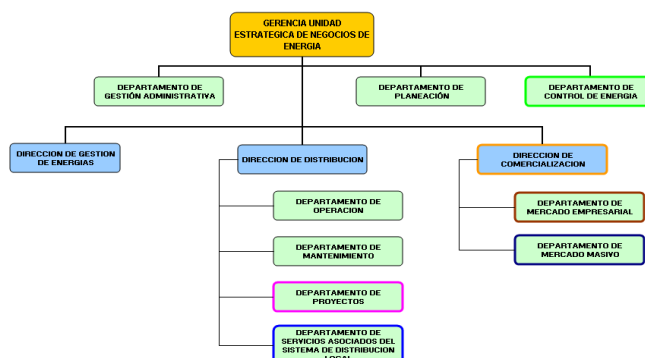 GERENCIA UNIDAD
ESTRATEGICA DE NEGOCIOS DE
ENERGIA
DEPARTAMENTO DE
GESTIÓN ADMINISTRATIVA
DEPARTAMENTO DE
PLANEACIÓN
DEPARTAMENTO DE
CONTROL DE ENERGIA
DIRECCION DE GESTION
DE ENERGIAS
DIRECCION DE DISTRIBUCION
DIRECCION DE
COMERCIALIZACION
DEPARTAMENTO DE
OPERACION
DEPARTAMENTO DE
MERCADO EMPRESARIAL
DEPARTAMENTO DE
MANTENIMIENTO
DEPARTAMENTO DE
MERCADO MASIVO
DEPARTAMENTO DE
PROYECTOS
DEPARTAMENTO DE
SERVICIOS ASOCIADOS DEL
SISTEMA DE DISTRIBUCION
LOCAL